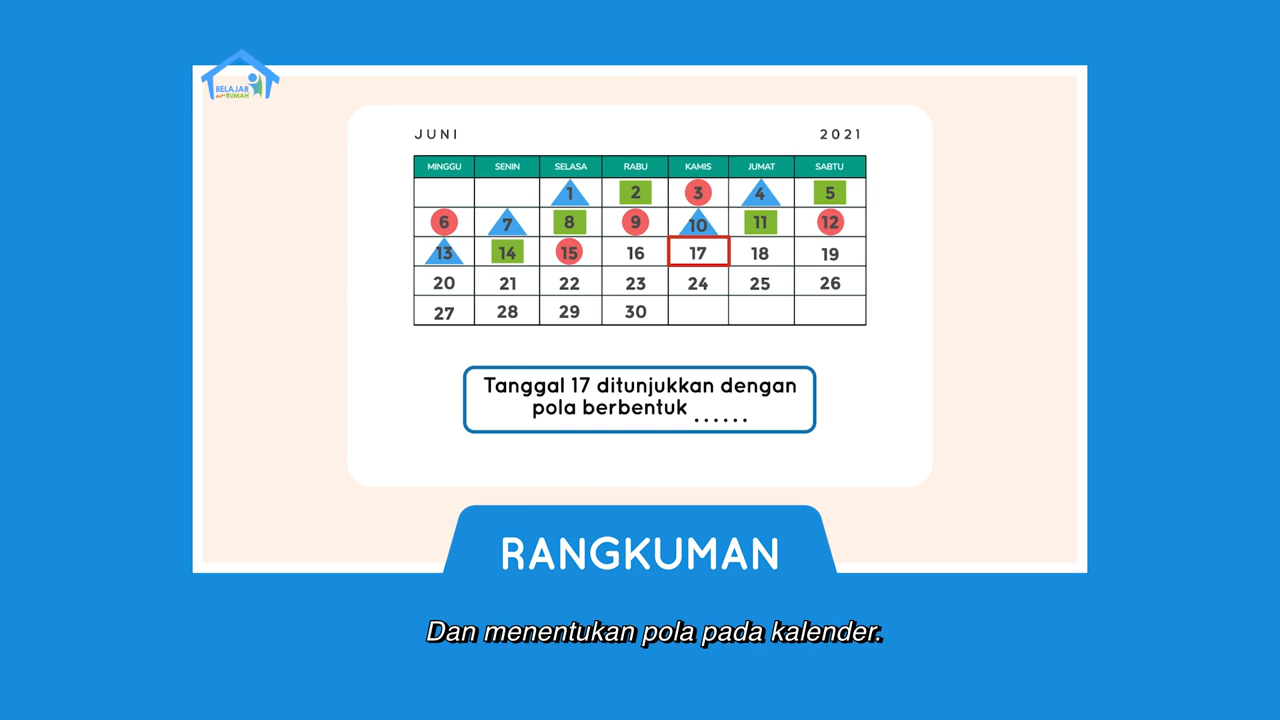 BELAJAR
dari RUMAH
JUNI 2021
MINGGU SENIN SELASA RABU KAMIS JUMAT SABTU
1 2 3 4 5
6 7 8 9 10 11 12
13 14 15 16 17 18 19
20 21 22 23 24 25 26
27 28 29 30
Tanggal 17 ditunjukkan dengan
pola berbentuk ......
RANGKUMAN
Dan menentukan pola pada kalender.